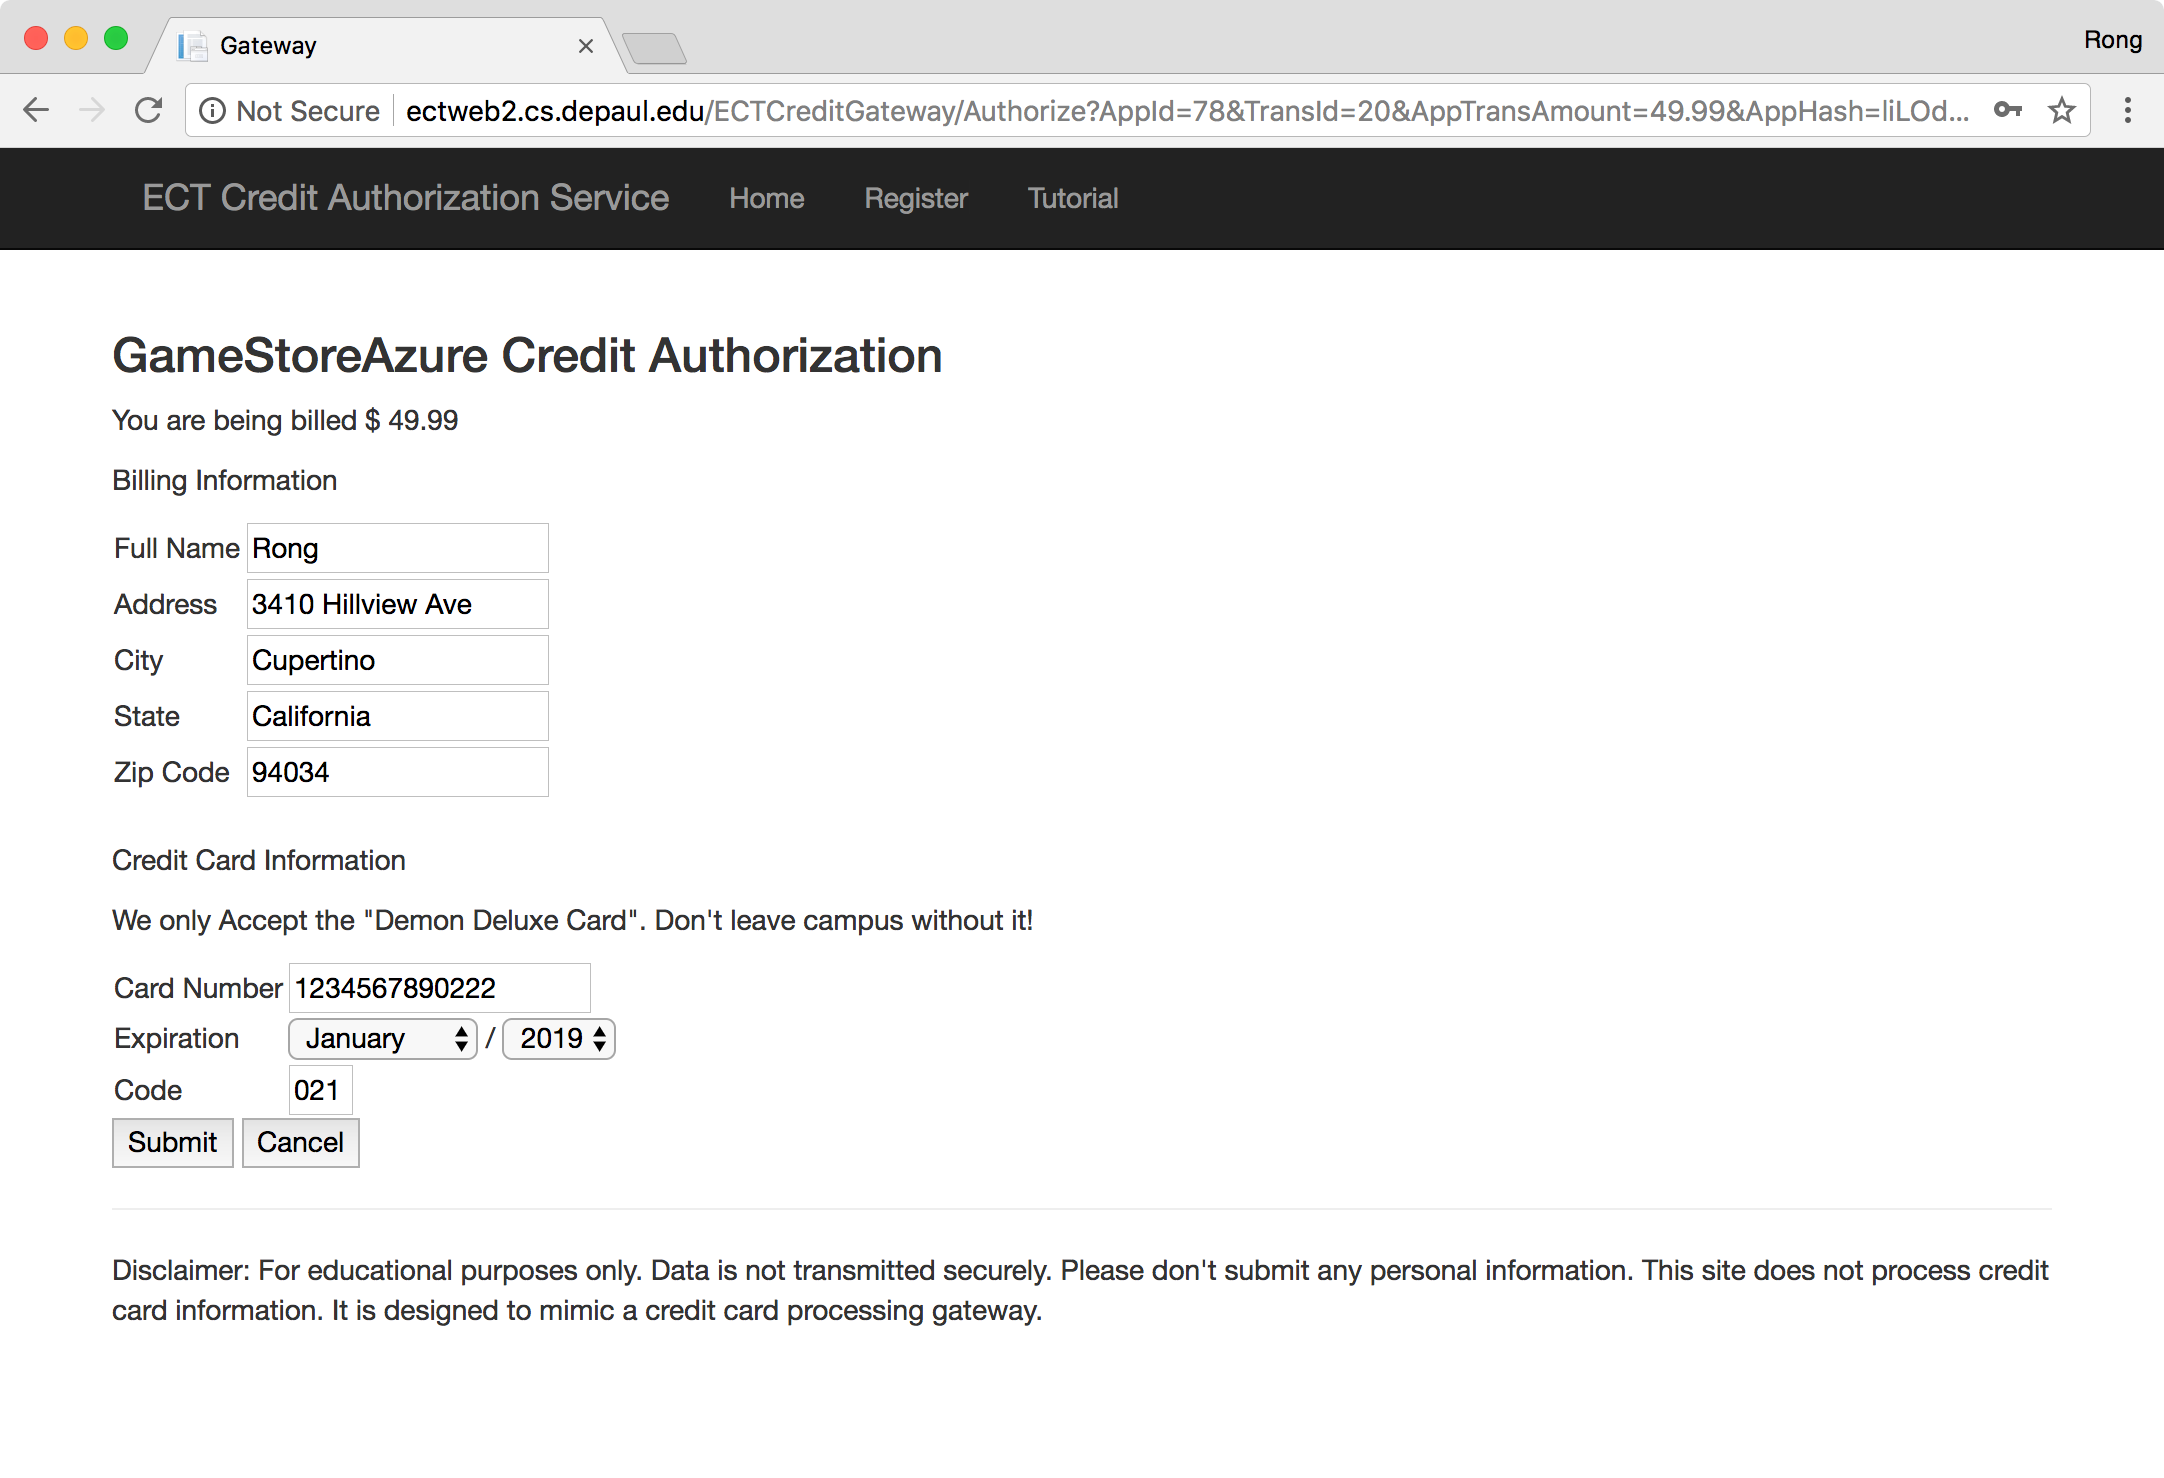 Gateway
Rong
Not Secure ectweb2.cs.depaul.edu/ECTCreditGateway/Authorize?AppId=78&TransId=20&AppTransAmount=49.99&AppHash=liLOd...
ECT Credit Authorization Service Home Register Tutorial
GameStoreAzure Credit Authorization
You are being billed $ 49.99
Billing Information
Full Name Rong
Address 3410 Hillview Ave
City Cupertino
State California
Zip Code 94034
Credit Card Information
We only Accept the "Demon Deluxe Card". Don't leave campus without it!
Card Number 1234567890222
Expiration January / 2019
Code 021
Submit Cancel
Disclaimer: For educational purposes only. Data is not transmitted securely. Please don't submit any personal information. This site does not process credit
card information. It is designed to mimic a credit card processing gateway.